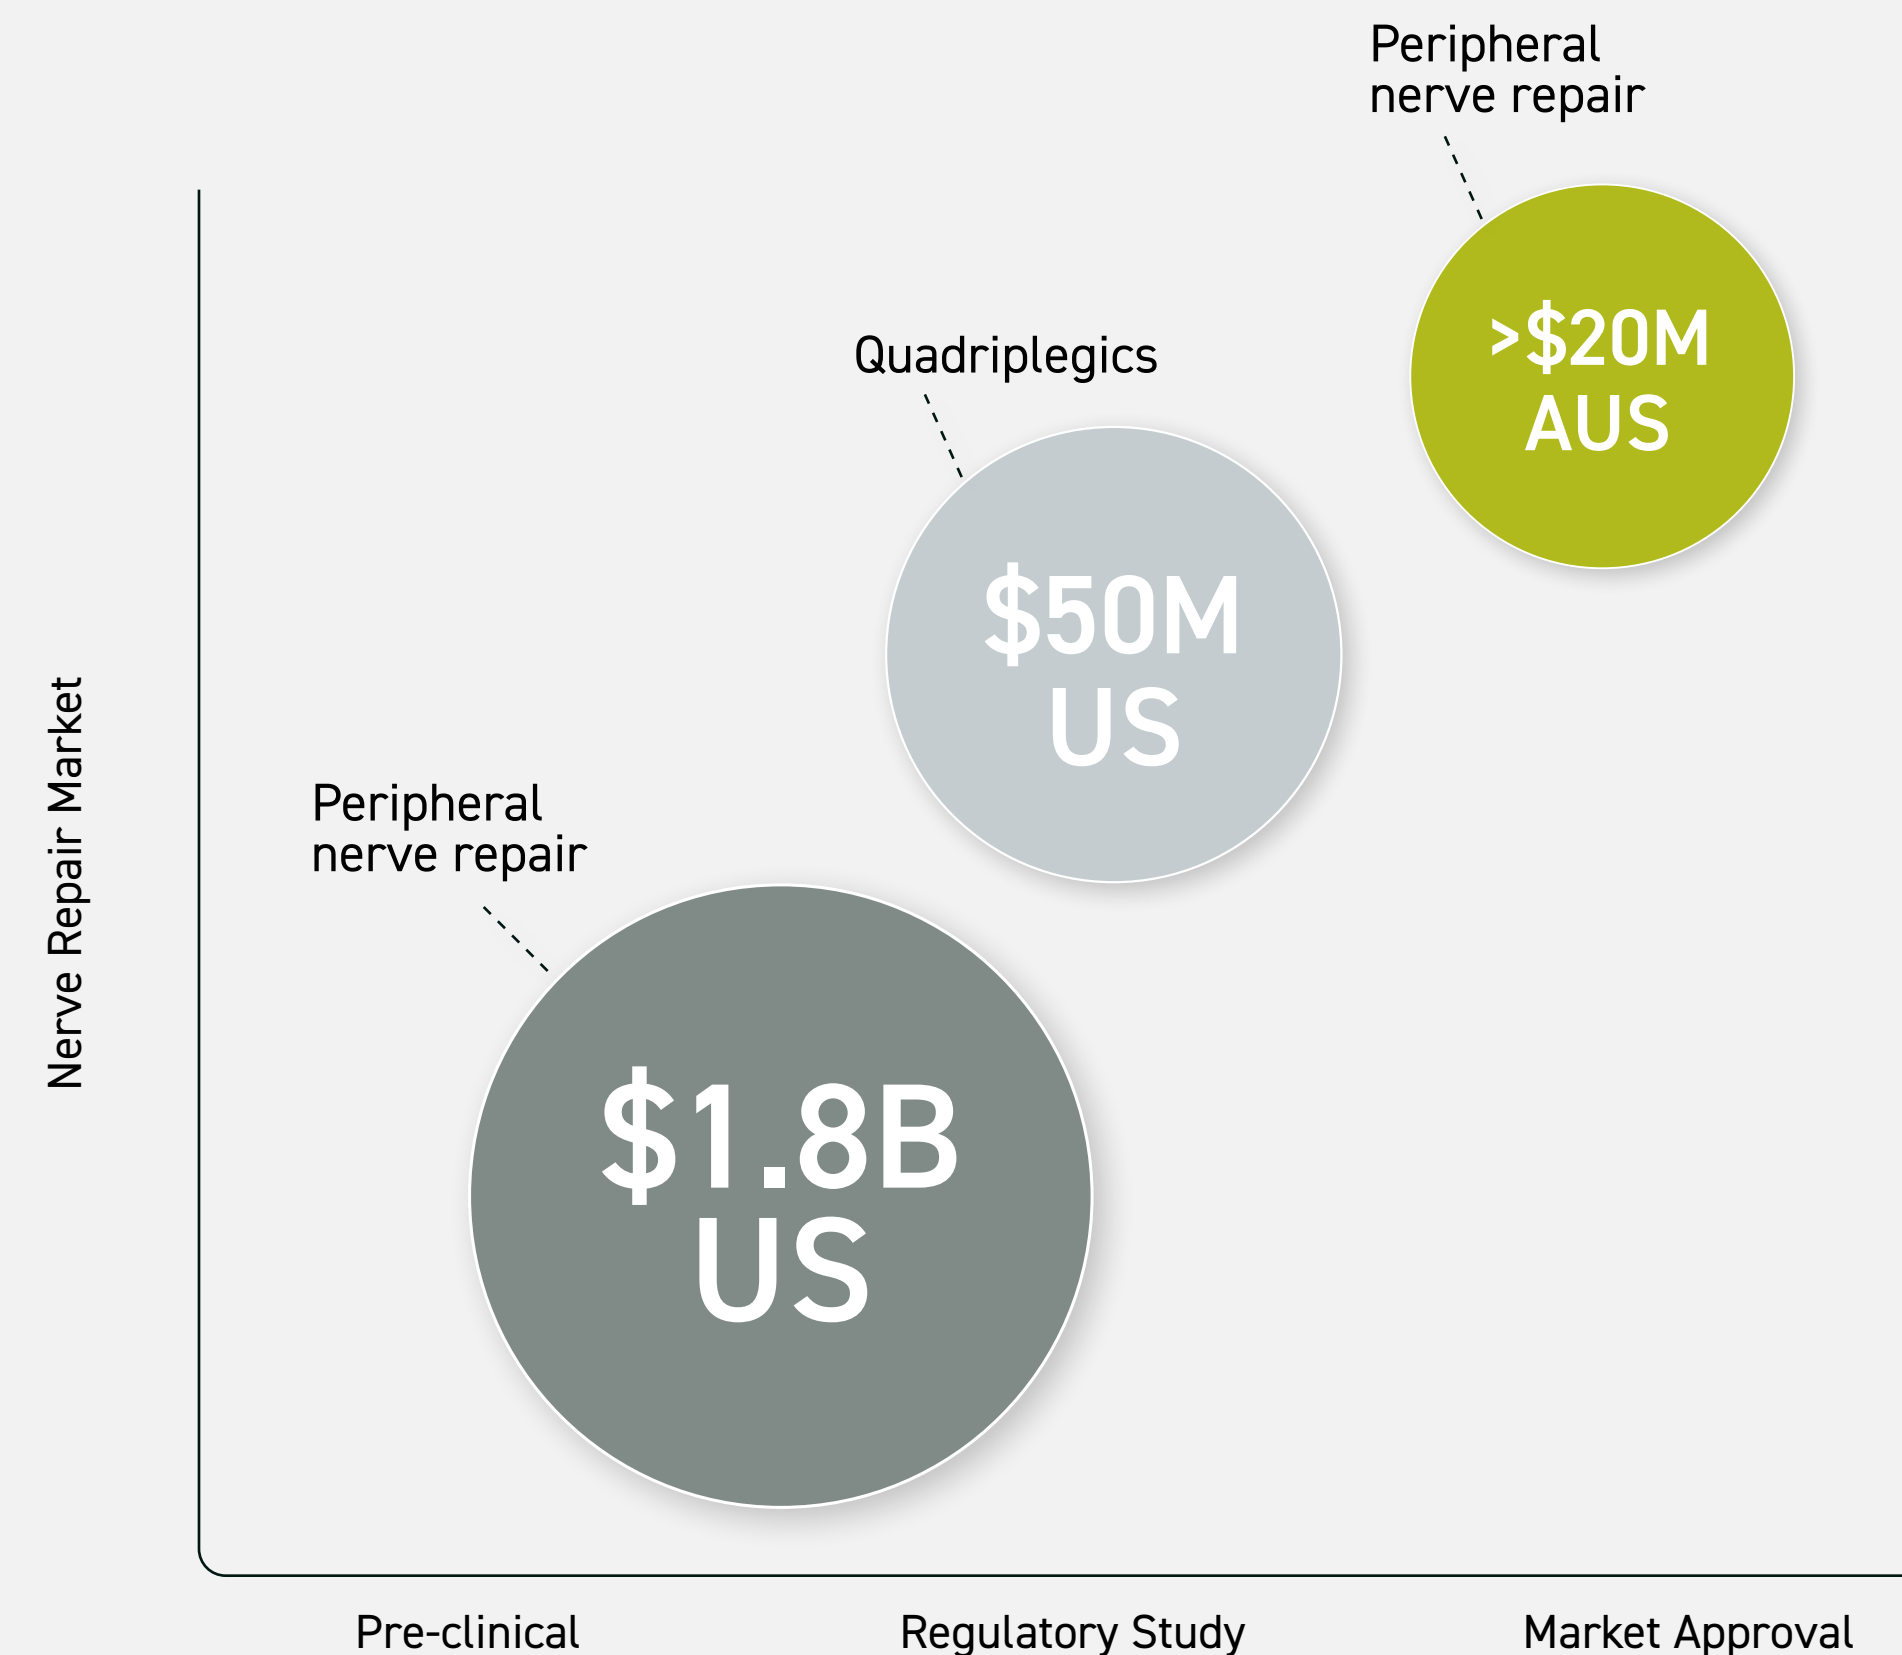 Peripheral
nerve repair
>$20M
AUS
Quadriplegics
$50M
US
Peripheral
nerve repair
$1.8B
US
Nerve Repair Market
Pre-clinical
Regulatory Study
Market Approval